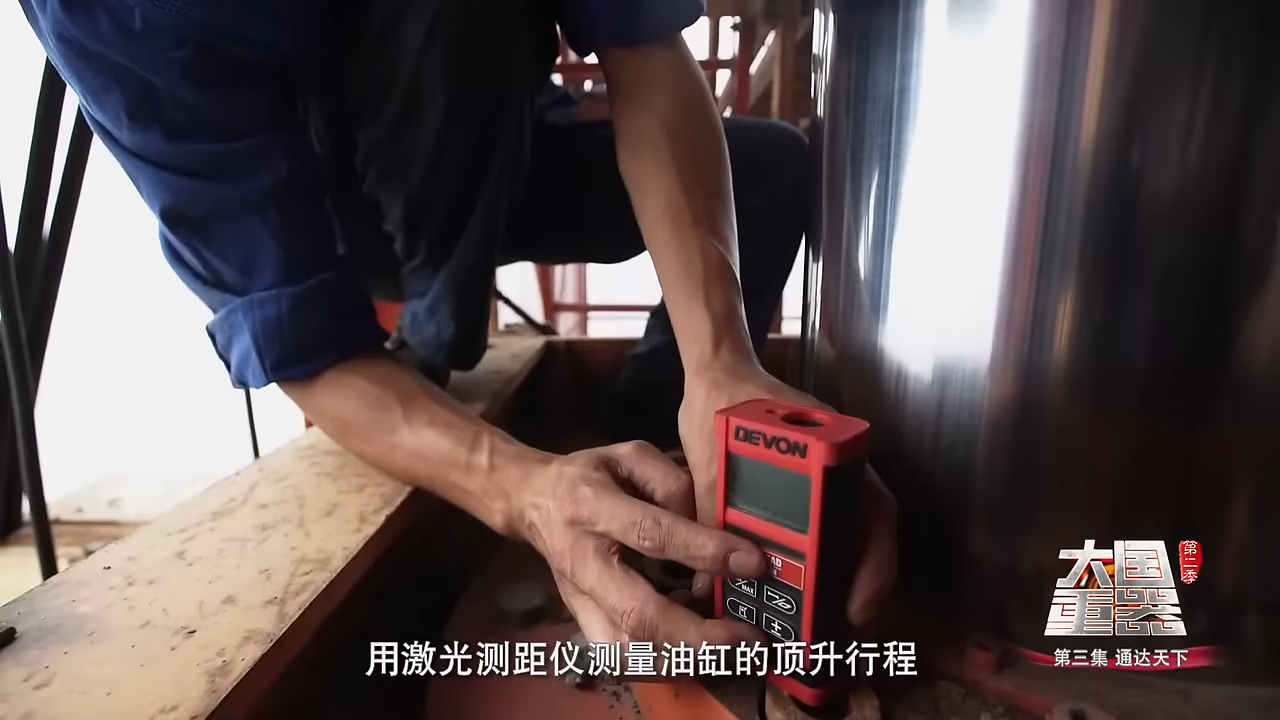 DEVON
MAX
大国
重器
第二季
用激光测距仪测量油缸的顶升行程
第三集 通达天下